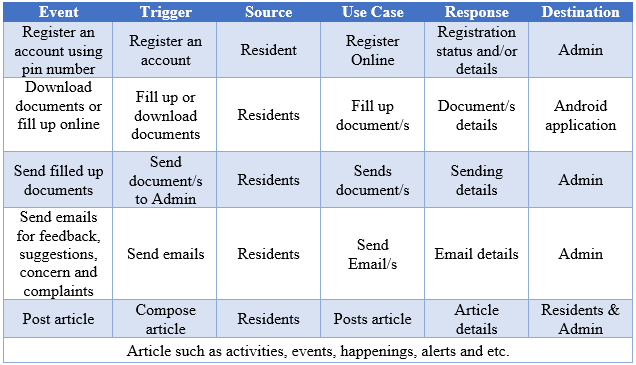 Event Trigger Source Use Case Response Destination
Register an
account using
pin number
Register an
account
Resident
Register
Online
Registration
status and/or
details
Admin
Download
documents or
fill up online
Fill up or
download
documents
Residents
Fill up
document/s
Document/s
details
Android
application
Send filled up
documents
Send
document/s
to Admin
Residents
Sends
document/s
Sending
details
Admin
Send emails
for feedback,
suggestions,
concern and
complaints
Send emails
Residents
Send
Email/s
Email details
Admin
Post article
Compose
article
Residents
Posts article
Article
details
Residents &
Admin
Article such as activities, events, happenings, alerts and etc.